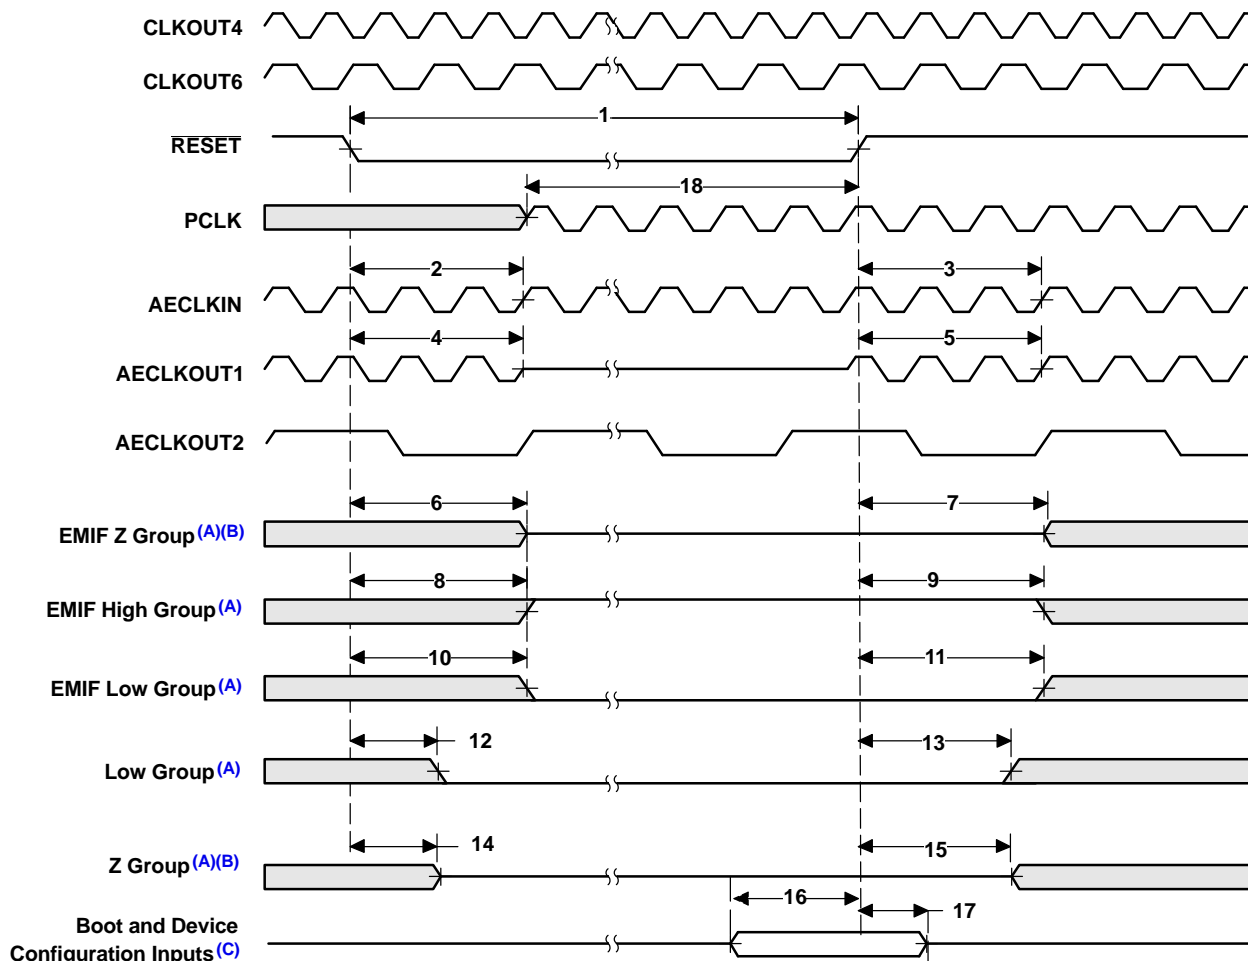 CLKOUT4
CLKOUT6
1
RESET
18
PCLK
2
3
AECLKIN
4
5
AECLKOUT1
AECLKOUT2
6
7
EMIF Z Group (A)(B)
8
9
EMIF High Group (A)
10
11
EMIF Low Group (A)
12
13
Low Group (A)
14
15
Z Group (A)(B)
16
17
Boot and Device
Configuration Inputs (C)